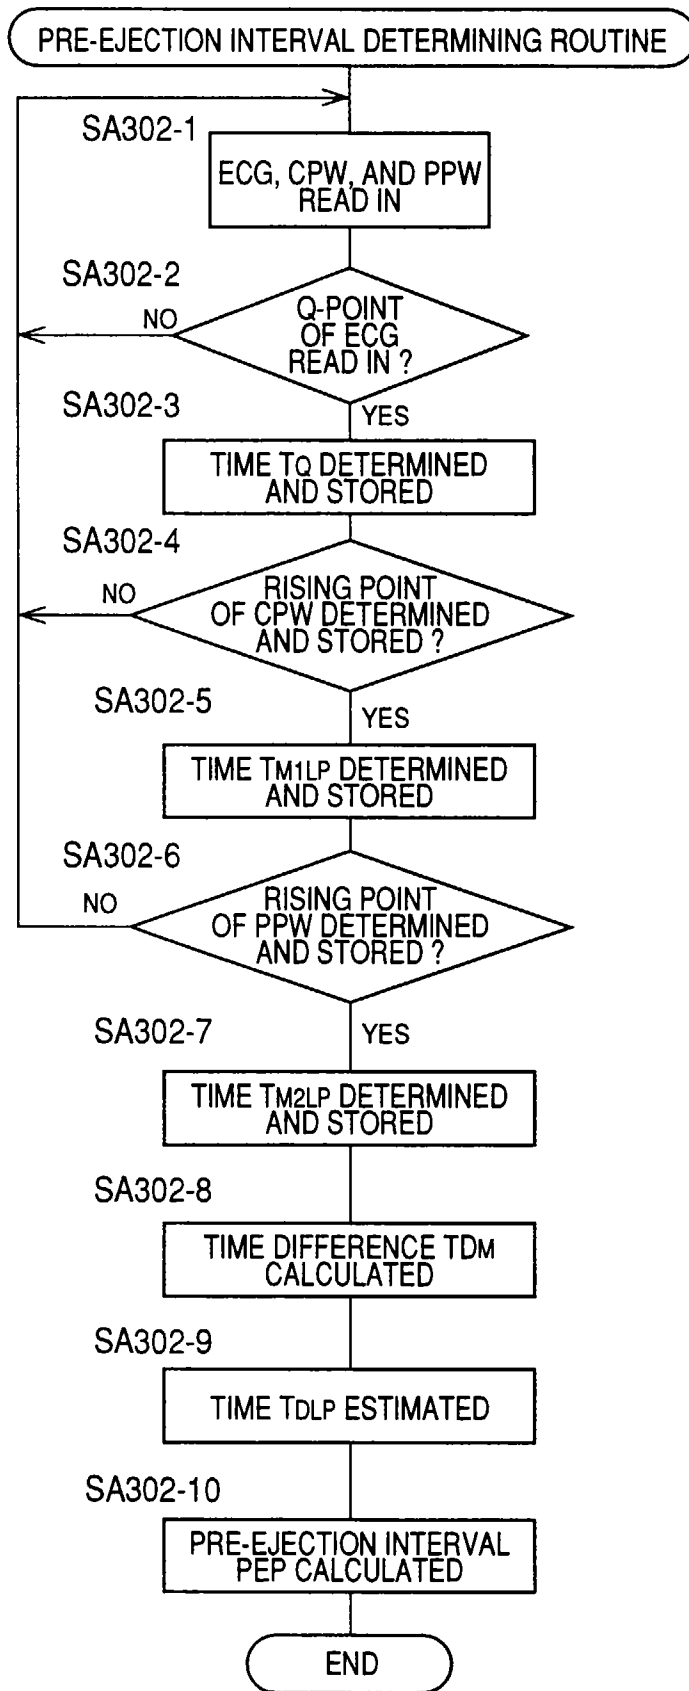 PRE-EJECTION INTERVAL DETERMINING ROUTINE
SA302-1
ECG, CPW, AND PPW
READ IN
SA302-2
NO
Q-POINT
OF ECG
READ IN ?
SA302-3
YES
TIME TQ DETERMINED
AND STORED
SA302-4
NO
RISING POINT
OF CPW DETERMINED
AND STORED ?
SA302-5
YES
TIME TM1LP DETERMINED
AND STORED
SA302-6
NO
RISING POINT
OF PPW DETERMINED
AND STORED ?
SA302-7
YES
TIME TM2LP DETERMINED
AND STORED
SA302-8
TIME DIFFERENCE TDM
CALCULATED
SA302-9
TIME TDLP ESTIMATED
SA302-10
PRE-EJECTION INTERVAL
PEP CALCULATED
END